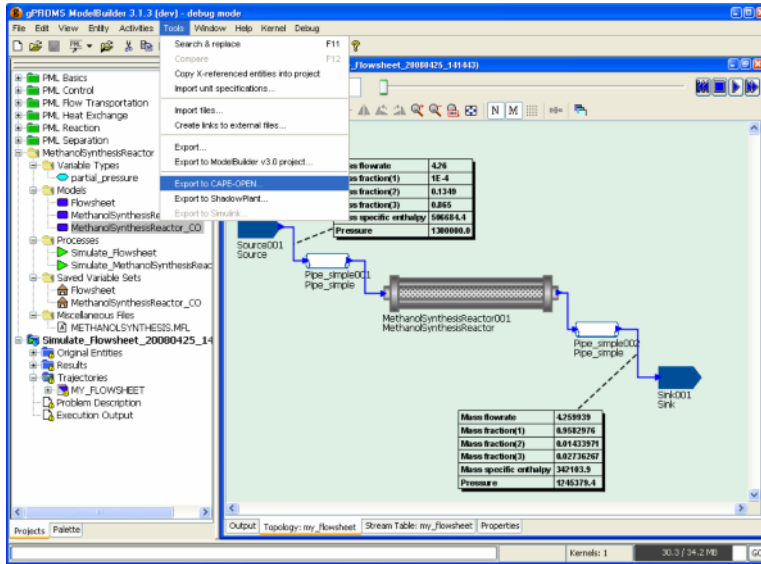 gPROMS ModelBuilder 3.1.3 (dev) - debug mode
File Edit View Entity Activities Tools Window Help Kernel Debug
Search & replace F11
Compare F12
Copy X-referenced entities into project
Import unit specifications...
Import files...
Create links to external files...
Export...
Export to ModelBuilder v3.0 project...
Export to CAPE-OPEN...
Export to ShadowPlant...
Export to Simulink...
_Flowsheet_20080425_141443)
N M
PML Basics
PML Control
PML Flow Transportation
PML Heat Exchange
PML Reaction
PML Separation
MethanolSynthesisReactor
Variable Types
partial_pressure
Models
Flowsheet
MethanolSynthesisRe
MethanolSynthesisReactor_CO
Processes
Simulate_Flowsheet
Simulate_MethanolSynthesisReac
Saved Variable Sets
Flowsheet
MethanolSynthesisReactor_CO
Miscellaneous Files
METHANOLSYNTHESIS.MFL
Simulate_Flowsheet_20080425_14
Original Entities
Results
Trajectories
MY_FLOWSHEET
Problem Description
Execution Output
Projects Palette
ss flowrate 4.26
ss fraction(1) 1E-4
ss fraction(2) 0.1349
ss fraction(3) 0.865
ss specific enthalpy 506684.4
Pressure 1300000.0
Source001
Source
Pipe_simple001
Pipe_simple
MethanolSynthesisReactor001
MethanolSynthesisReactor
Pipe_simple002
Pipe_simple
Sink001
Sink
Mass flowrate 4.259939
Mass fraction(1) 0.9582976
Mass fraction(2) 0.01433971
Mass fraction(3) 0.02736267
Mass specific enthalpy 342103.9
Pressure 1245379.4
Output Topology: my_flowsheet Stream Table: my_flowsheet Properties
Kernels: 1 30.3 / 34.2 MB GC